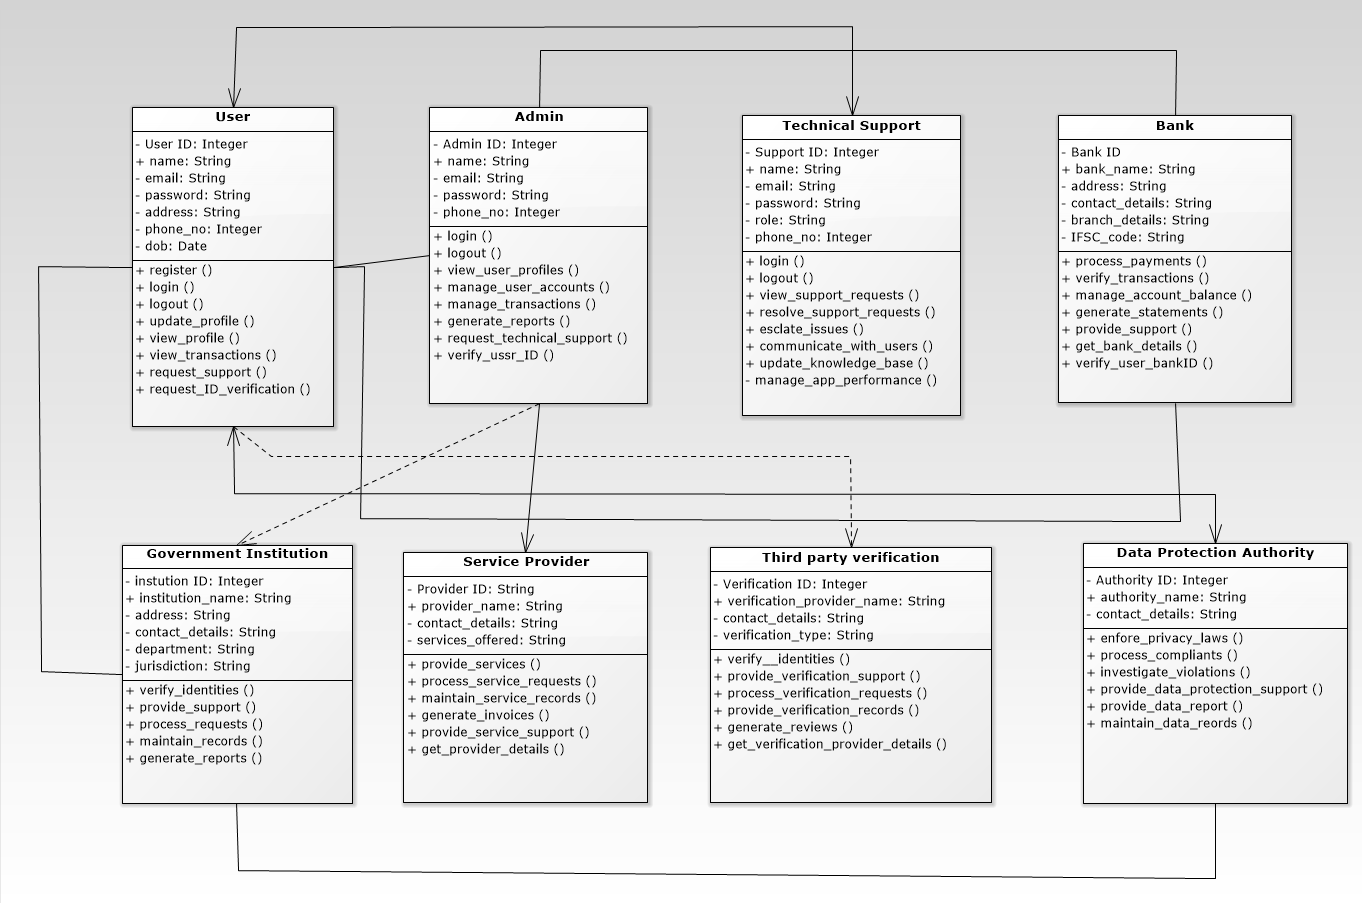 User
- User ID: Integer
+ name: String
- email: String
- password: String
- address: String
- phone_no: Integer
- dob: Date
+ register ()
+ login ()
+ logout ()
+ update_profile ()
+ view_profile ()
+ view_transactions ()
+ request_support ()
+ request_ID_verification ()
Admin
- Admin ID: Integer
+ name: String
- email: String
- password: String
- phone_no: Integer
+ login ()
+ logout ()
+ view_user_profiles ()
+ manage_user_accounts ()
+ manage_transactions ()
+ generate_reports ()
+ request_technical_support ()
+ verify_ussr_ID ()
Technical Support
- Support ID: Integer
+ name: String
- email: String
- password: String
- role: String
- phone_no: Integer
+ login ()
+ logout ()
+ view_support_requests ()
+ resolve_support_requests ()
+ esclate_issues ()
+ communicate_with_users ()
+ update_knowledge_base ()
- manage_app_performance ()
Bank
- Bank ID
+ bank_name: String
- address: String
- contact_details: String
- branch_details: String
- IFSC_code: String
+ process_payments ()
+ verify_transactions ()
+ manage_account_balance ()
+ generate_statements ()
+ provide_support ()
+ get_bank_details ()
+ verify_user_bankID ()
Government Institution
- instution ID: Integer
+ institution_name: String
- address: String
- contact_details: String
- department: String
- jurisdiction: String
+ verify_identities ()
+ provide_support ()
+ process_requests ()
+ maintain_records ()
+ generate_reports ()
Service Provider
- Provider ID: String
+ provider_name: String
- contact_details: String
- services_offered: String
+ provide_services ()
+ process_service_requests ()
+ maintain_service_records ()
+ generate_invoices ()
+ provide_service_support ()
+ get_provider_details ()
Third party verification
- Verification ID: Integer
+ verification_provider_name: String
- contact_details: String
- verification_type: String
+ verify__identities ()
+ provide_verification_support ()
+ process_verification_requests ()
+ provide_verification_records ()
+ generate_reviews ()
+ get_verification_provider_details ()
Data Protection Authority
- Authority ID: Integer
+ authority_name: String
- contact_details: String
+ enfore_privacy_laws ()
+ process_compliants ()
+ investigate_violations ()
+ provide_data_protection_support ()
+ provide_data_report ()
+ maintain_data_reords ()